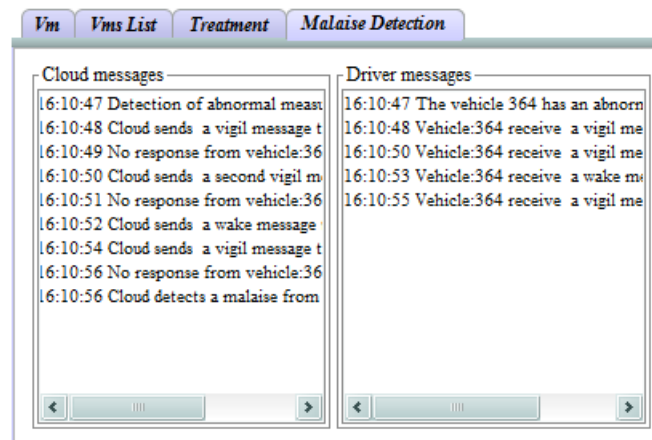 Vm Vms List Treatment Malaise Detection
Cloud messages
16:10:47 Detection of abnormal
16:10:48 Cloud sends a vigil message
16:10:49 No response from vehicle:36
16:10:50 Cloud sends a second vigil
16:10:51 No response from vehicle:36
16:10:52 Cloud sends a wake message
16:10:54 Cloud sends a vigil message
16:10:56 No response from vehicle:36
16:10:56 Cloud detects a malaise from
Driver messages
16:10:47 The vehicle 364 has an abnorn
16:10:48 Vehicle:364 receive a vigil me
16:10:50 Vehicle:364 receive a vigil me
16:10:53 Vehicle:364 receive a wake
16:10:55 Vehicle:364 receive a vigil me